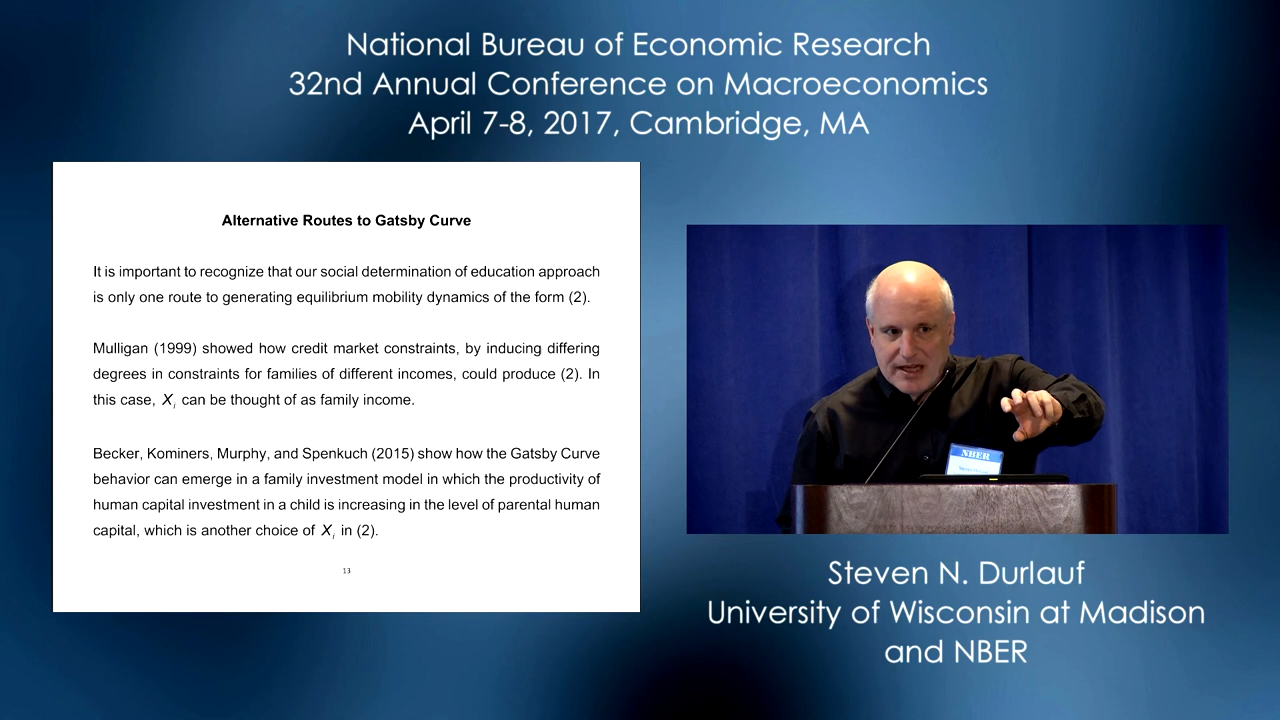 National Bureau of Economic Research
32nd Annual Conference on Macroeconomics
April 7-8, 2017, Cambridge, MA
Alternative Routes to Gatsby Curve
It is important to recognize that our social determination of education approach
is only one route to generating equilibrium mobility dynamics of the form (2).
Mulligan (1999) showed how credit market constraints, by inducing differing
degrees in constraints for families of different incomes, could produce (2). In
this case, Xᵢ can be thought of as family income.
Becker, Kominers, Murphy, and Spenkuch (2015) show how the Gatsby Curve
behavior can emerge in a family investment model in which the productivity of
human capital investment in a child is increasing in the level of parental human
capital, which is another choice of Xᵢ in (2).
13
NBER
Steven N. Durlauf
University of Wisconsin at Madison
and NBER